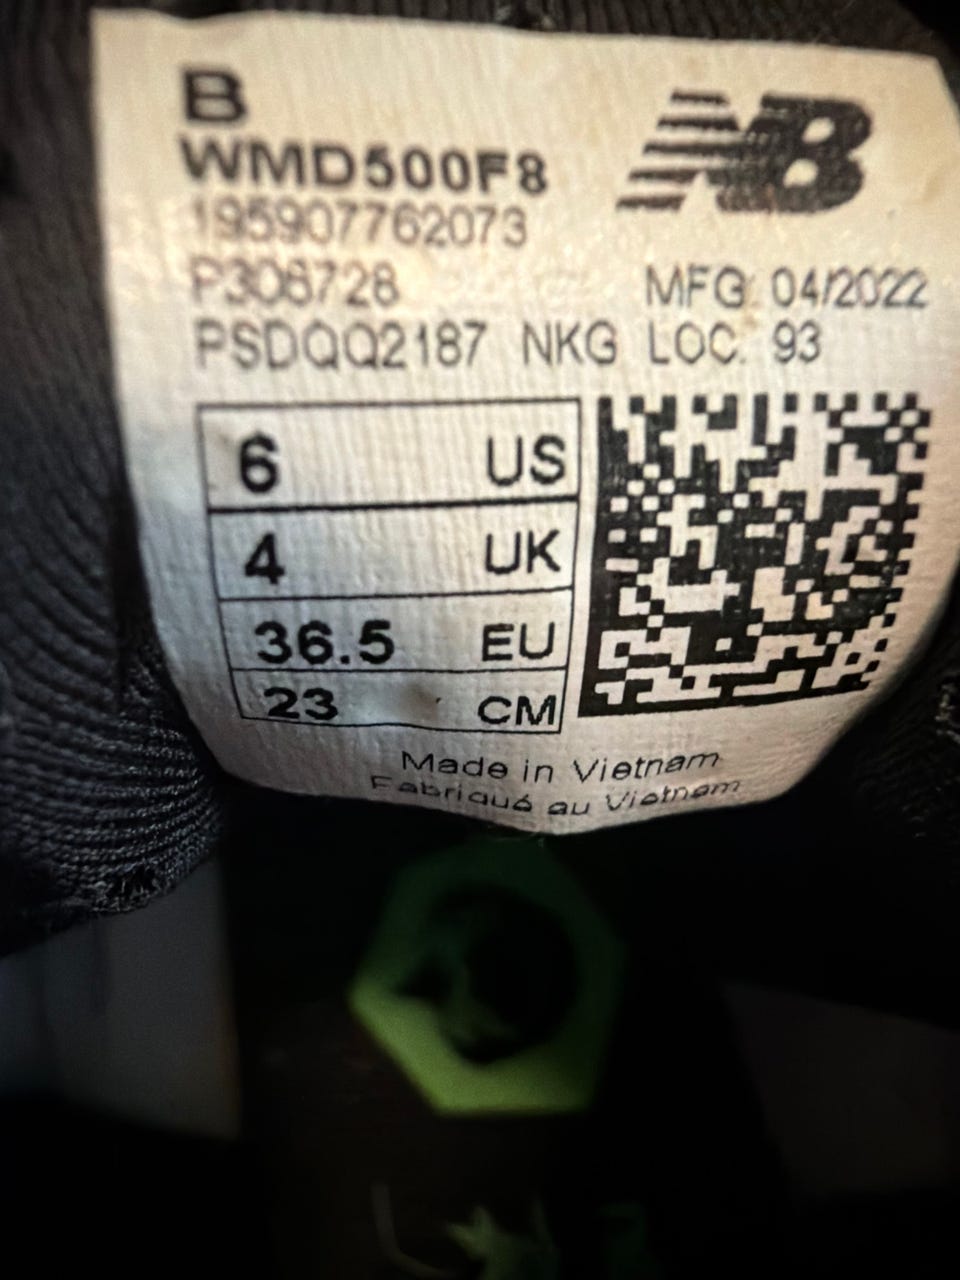 B
WMD500F8
NB
195907762073
P306728 MFG: 04/2022
PSDQQ2187 NKG LOC. 93
6 US
4 UK
36.5 EU
23 CM
Made in Vietnam
Fabriqué au Vietnam